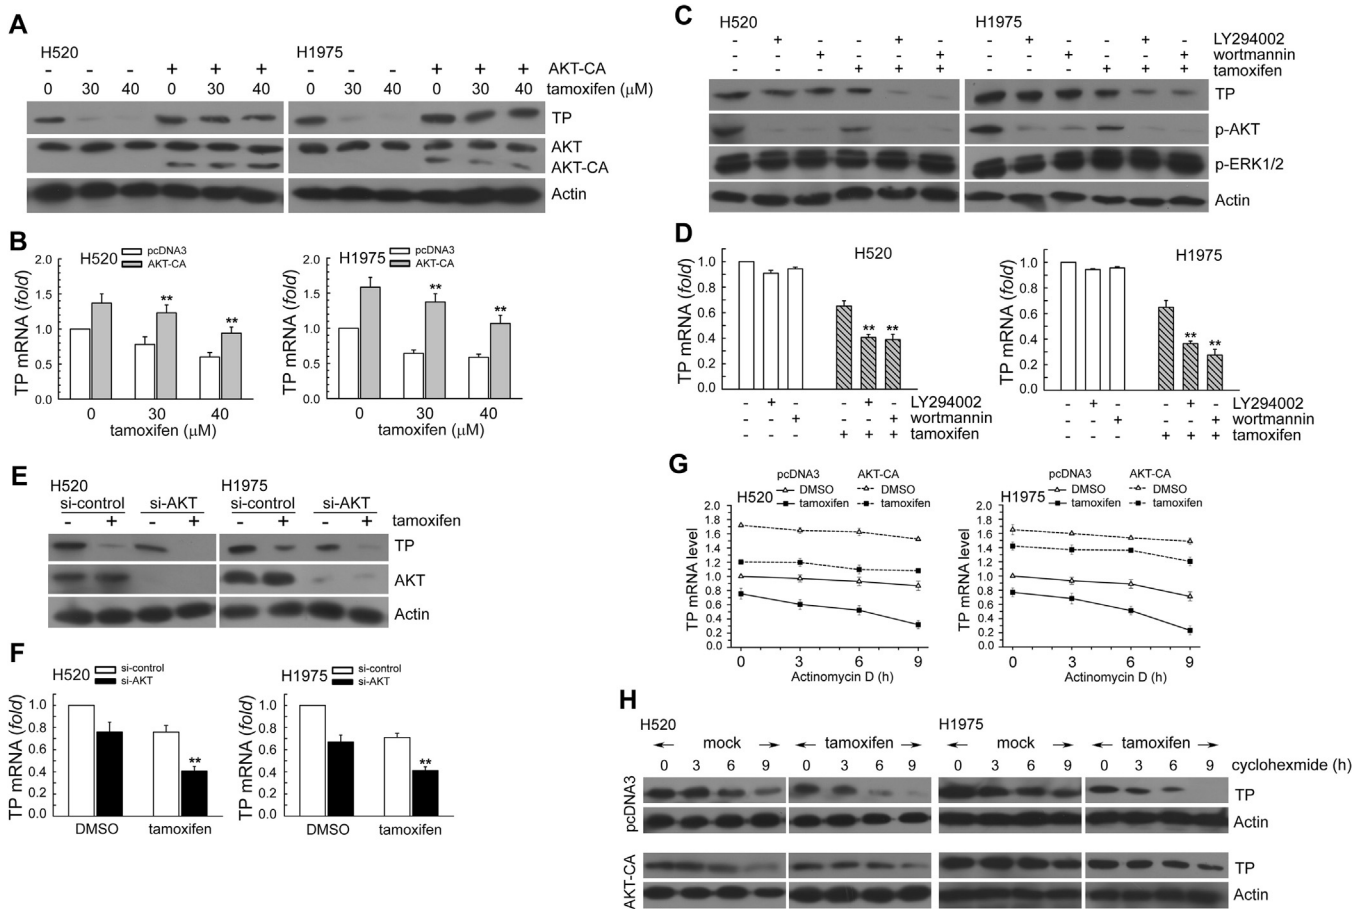 A
H520
H1975
- - - + + + - - - + + + AKT-CA
0 30 40 0 30 40 0 30 40 0 30 40 tamoxifen (μM)
TP
AKT
AKT-CA
Actin
B
H520
pcDNA3
AKT-CA
TP mRNA (fold)
2.0
1.5
1.0
0.5
0.0
** **
0 30 40
tamoxifen (μM)
H1975
pcDNA3
AKT-CA
TP mRNA (fold)
2.0
1.5
1.0
0.5
0.0
** **
0 30 40
tamoxifen (μM)
C
H520
H1975
- + - - + - - + - - + - LY294002
- - + - - + - - + - - + wortmannin
- - - + + + - - - + + + tamoxifen
TP
p-AKT
p-ERK1/2
Actin
D
H520
TP mRNA (fold)
1.0
0.8
0.6
0.4
0.2
0.0
** **
H1975
TP mRNA (fold)
1.0
0.8
0.6
0.4
0.2
0.0
** **
- + - - + - - + - - + - LY294002
- - + - - + - - + - - + wortmannin
- - - + + + - - - + + + tamoxifen
E
H520
H1975
si-control si-AKT si-control si-AKT
- + - + - + - + tamoxifen
TP
AKT
Actin
F
H520
si-control
si-AKT
TP mRNA (fold)
1.0
0.8
0.6
0.4
0.2
0.0
**
DMSO tamoxifen
H1975
si-control
si-AKT
TP mRNA (fold)
1.0
0.8
0.6
0.4
0.2
0.0
**
DMSO tamoxifen
G
pcDNA3 AKT-CA
DMSO DMSO
tamoxifen tamoxifen
H520
TP mRNA level
2.0
1.8
1.6
1.4
1.2
1.0
0.8
0.6
0.4
0.2
0.0
0 3 6 9
Actinomycin D (h)
pcDNA3 AKT-CA
DMSO DMSO
tamoxifen tamoxifen
H1975
TP mRNA level
2.0
1.8
1.6
1.4
1.2
1.0
0.8
0.6
0.4
0.2
0.0
0 3 6 9
Actinomycin D (h)
H
H520
H1975
mock tamoxifen mock tamoxifen
0 3 6 9 0 3 6 9 0 3 6 9 0 3 6 9 cyclohexmide (h)
pcDNA3
TP
Actin
AKT-CA
TP
Actin